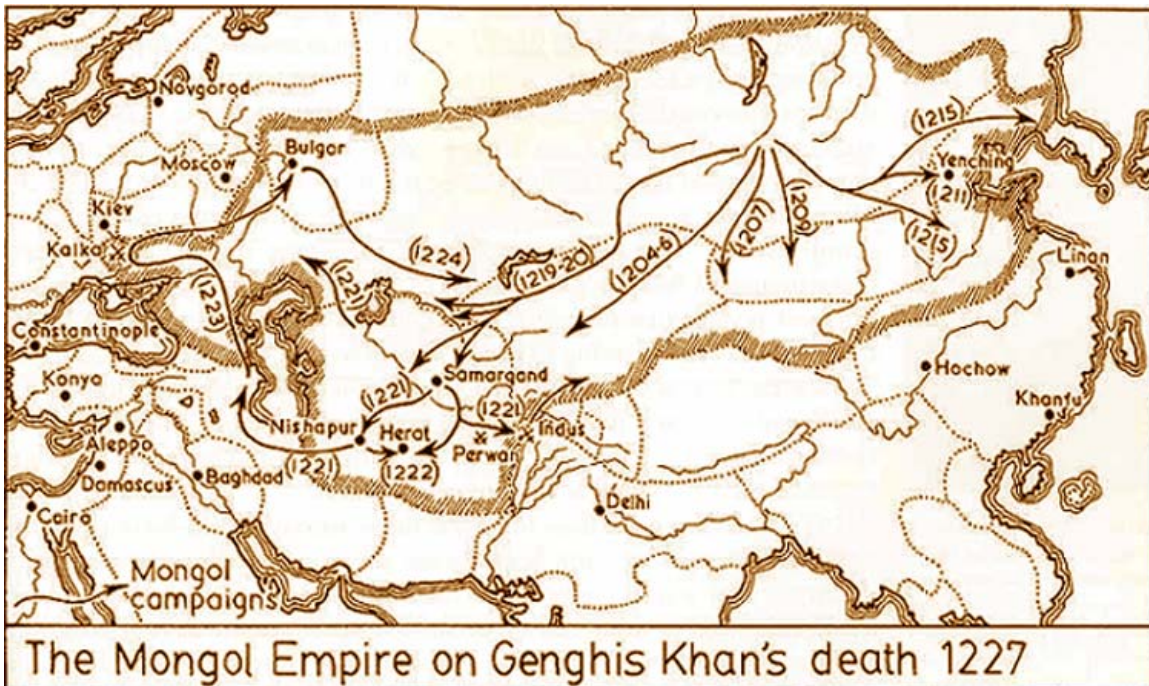 Novgorod
Moscow
Bulgar
Kiev
Kalka
(1224)
(1223)
(1221)
(1219-20)
(1204-6)
(1207)
(1209)
(1215)
Yenching
(1211)
(1215)
Linan
Constantinople
Konya
Aleppo
Damascus
Cairo
Baghdad
Samarqand
(1221)
Nishapur
Herat
(1221)
(1222)
(1221)
Perwan
Indus
Delhi
Hochow
Khanfu
Mongol
campaigns
The Mongol Empire on Genghis Khan's death 1227